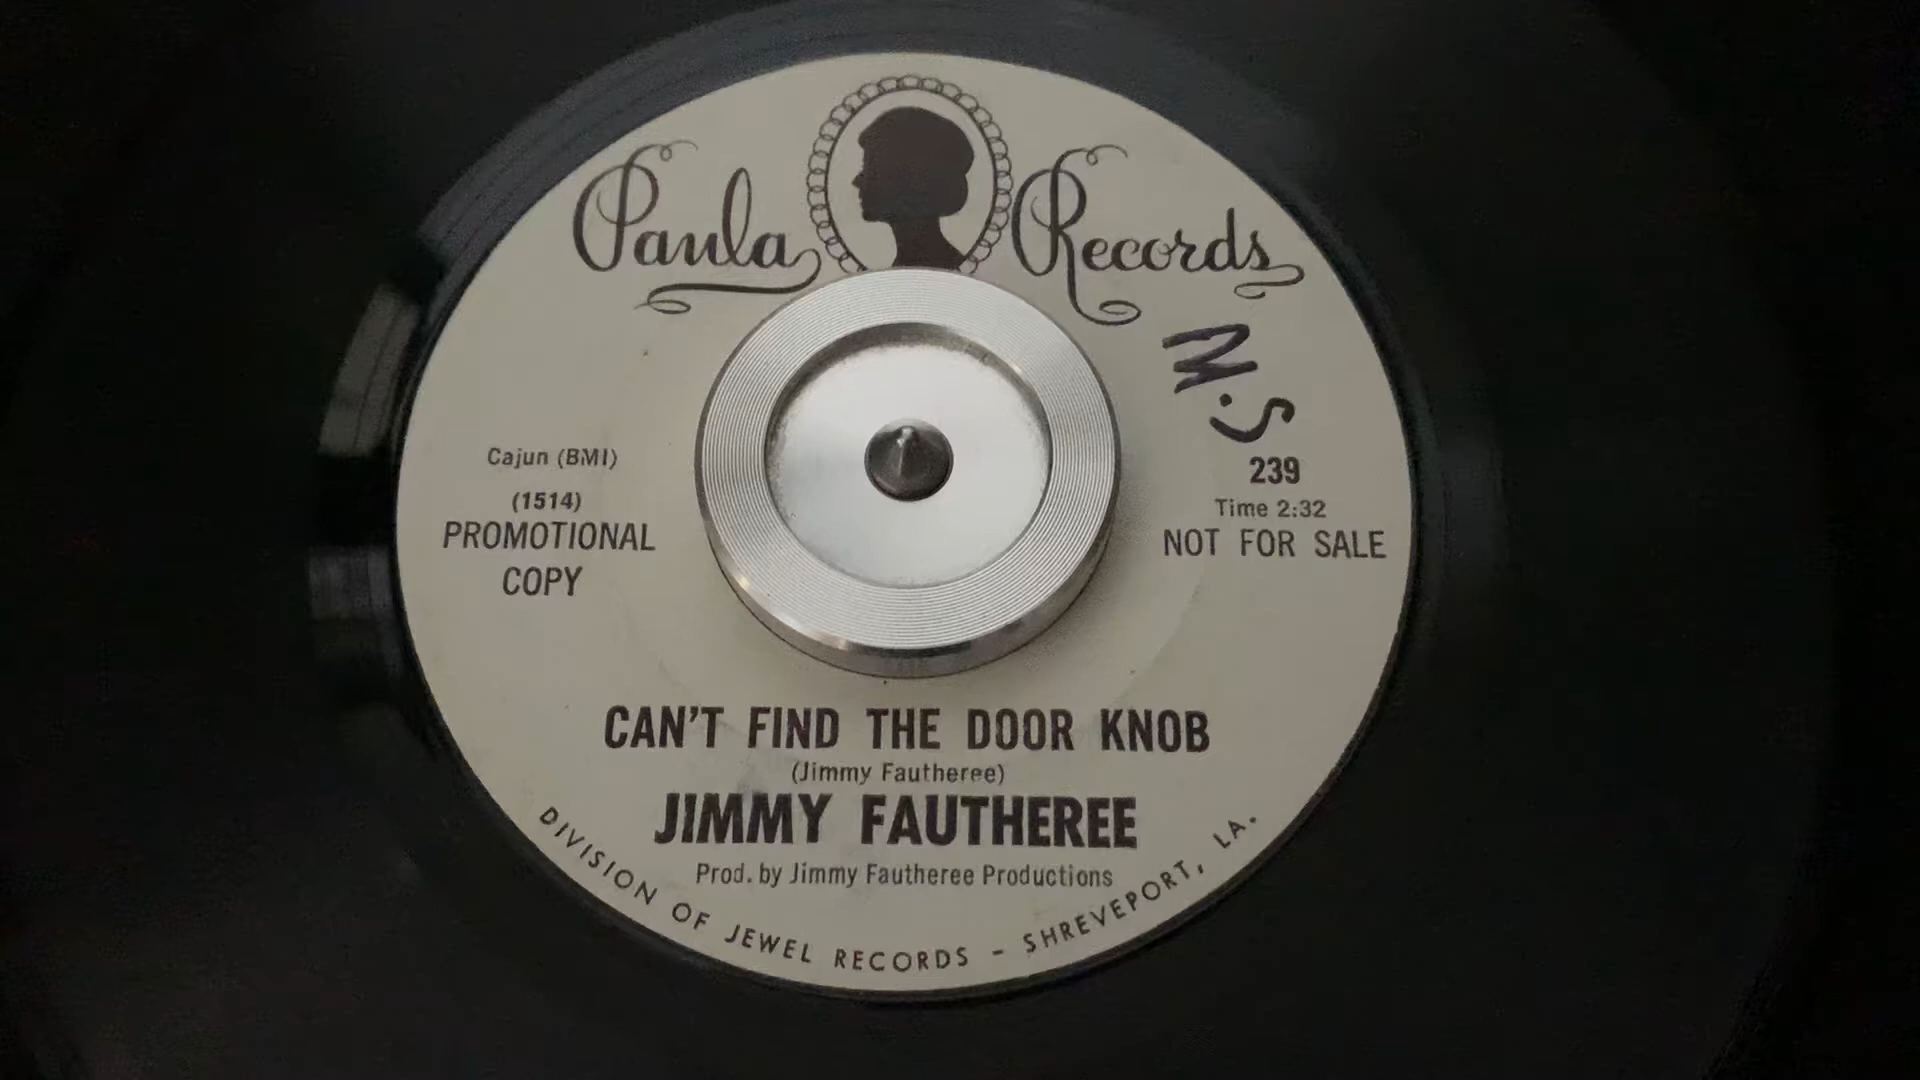 Paula Records
M.S
Cajun (BMI)
(1514)
PROMOTIONAL
COPY
239
Time 2:32
NOT FOR SALE
CAN'T FIND THE DOOR KNOB
(Jimmy Fautheree)
JIMMY FAUTHEREE
Prod. by Jimmy Fautheree Productions
DIVISION OF JEWEL RECORDS - SHREVEPORT, LA.